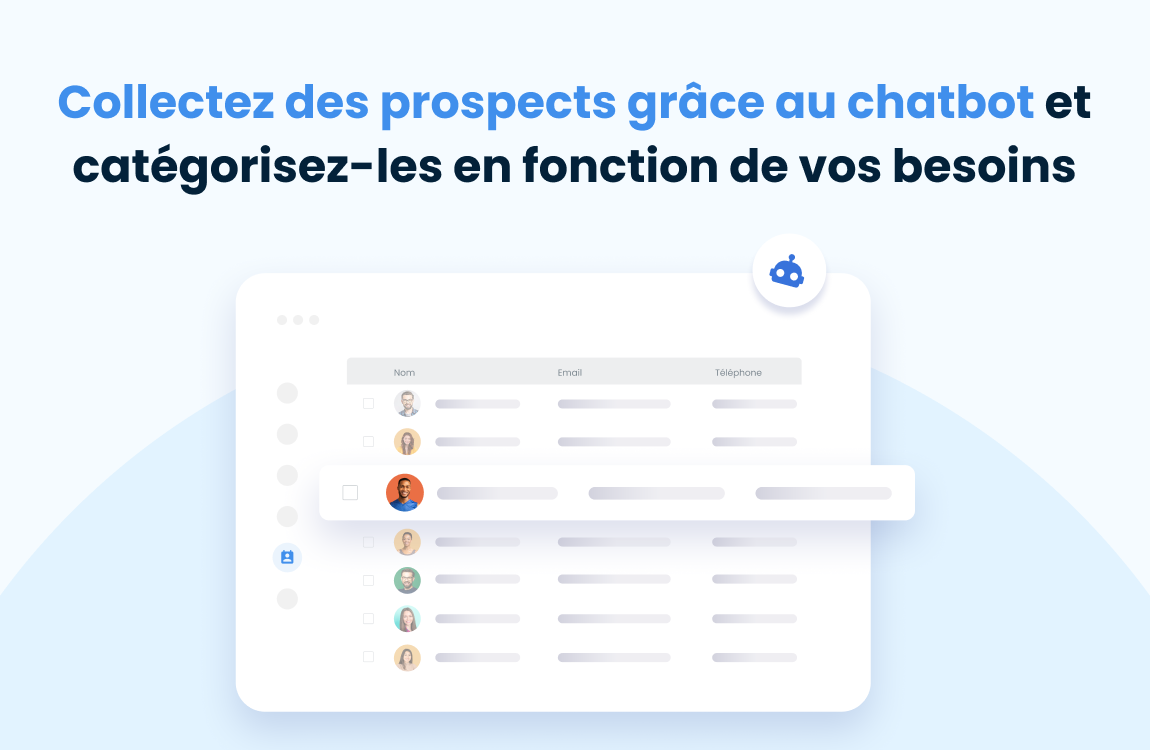 Collectez des prospects grâce au chatbot et
catégorisez-les en fonction de vos besoins
Nom Email Téléphone